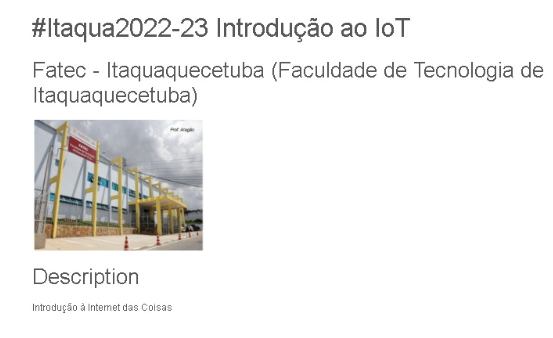 #Itaqua2022-23 Introdução ao IoT
Fatec - Itaquaquecetuba (Faculdade de Tecnologia de
Itaquaquecetuba)
Prof. Aragão
Description
Introdução à Internet das Coisas